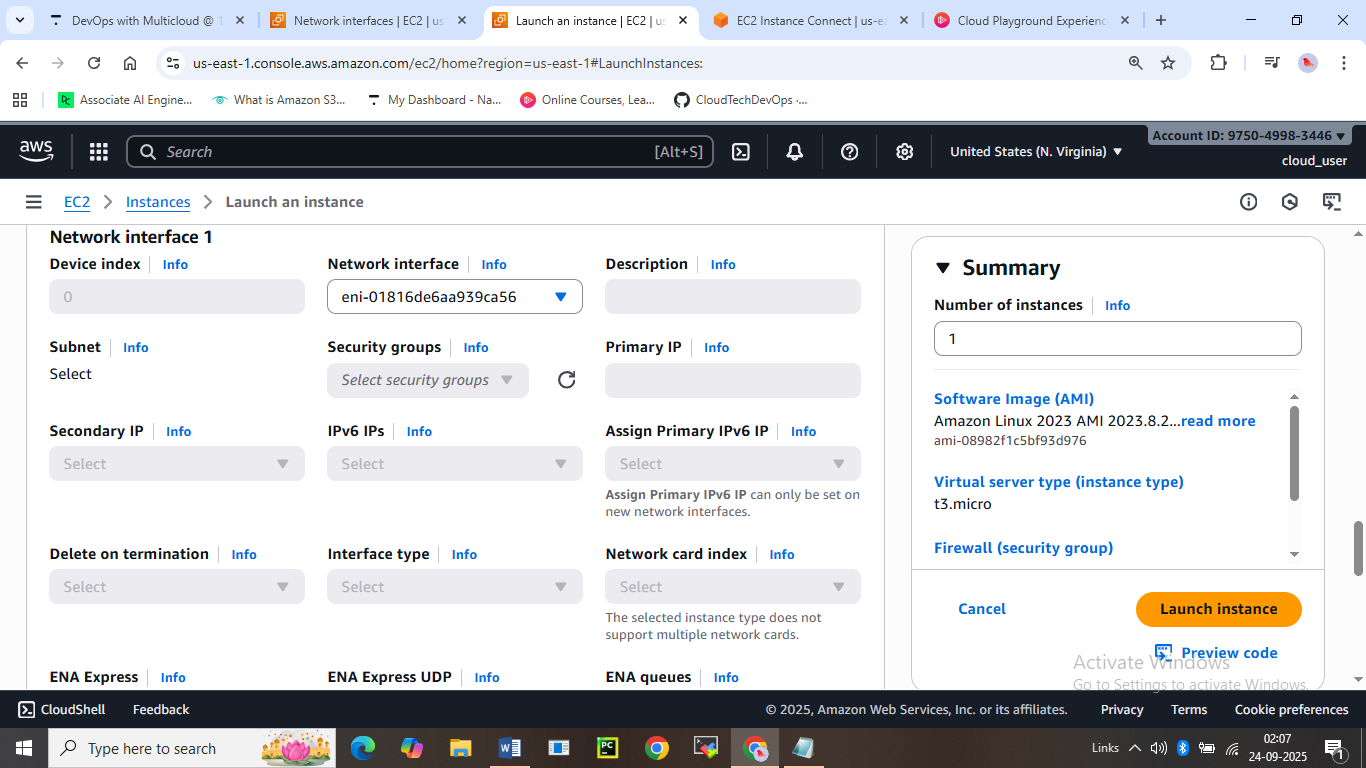 DevOps with Multicloud @ 1
Network interfaces | EC2 | us
Launch an instance | EC2 | us
EC2 Instance Connect | us-e
Cloud Playground Experienc
us-east-1.console.aws.amazon.com/ec2/home?region=us-east-1#LaunchInstances:
Associate AI Engine...
What is Amazon S3...
My Dashboard - Na...
Online Courses, Lea...
CloudTechDevOps ·...
aws
Search
[Alt+S]
United States (N. Virginia)
Account ID: 9750-4998-3446
cloud_user
EC2
Instances
Launch an instance
Network interface 1
Device index
Info
Network interface
Info
Description
Info
0
eni-01816de6aa939ca56
Subnet
Info
Security groups
Info
Primary IP
Info
Select
Select security groups
Secondary IP
Info
IPv6 IPs
Info
Assign Primary IPv6 IP
Info
Select
Select
Select
Assign Primary IPv6 IP can only be set on
new network interfaces.
Delete on termination
Info
Interface type
Info
Network card index
Info
Select
Select
Select
The selected instance type does not
support multiple network cards.
ENA Express
Info
ENA Express UDP
Info
ENA queues
Info
Summary
Number of instances
Info
1
Software Image (AMI)
Amazon Linux 2023 AMI 2023.8.2...read more
ami-08982f1c5bf93d976
Virtual server type (instance type)
t3.micro
Firewall (security group)
Cancel
Launch instance
Preview code
Activate Windows
Go to Settings to activate Windows.
CloudShell
Feedback
© 2025, Amazon Web Services, Inc. or its affiliates.
Privacy
Terms
Cookie preferences
Type here to search
PC
Links
02:07
24-09-2025
1